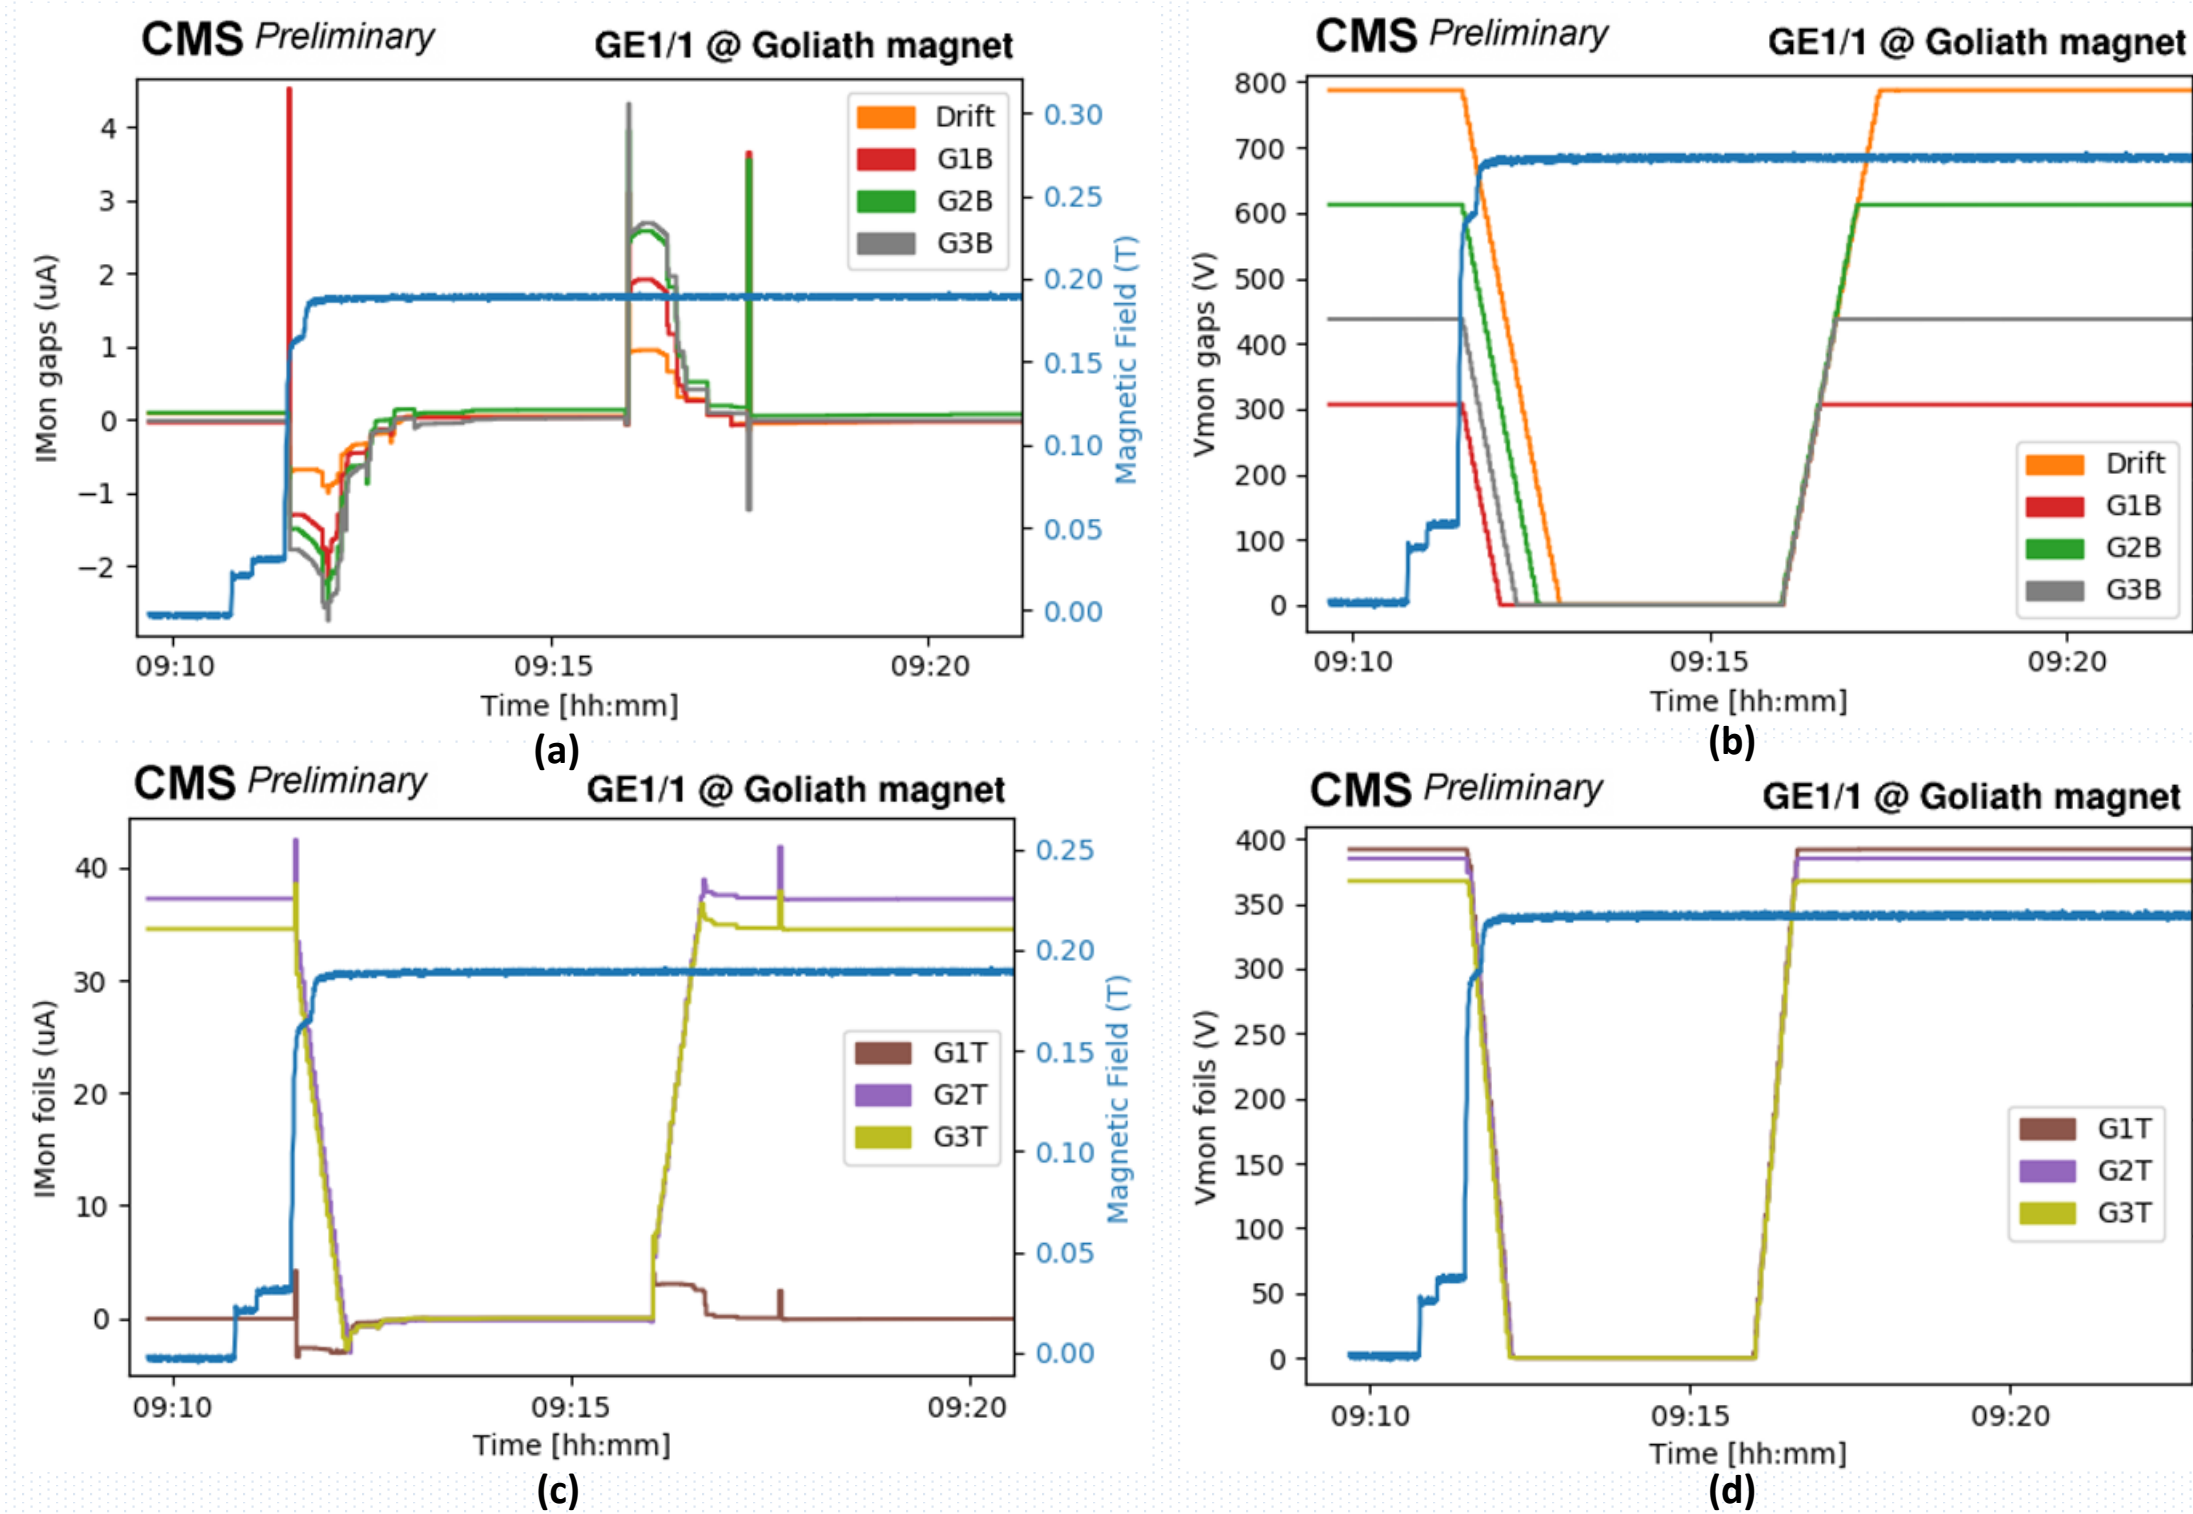 CMS Preliminary
GE1/1 @ Goliath magnet
IMon gaps (uA)
4
3
2
1
0
−1
−2
Drift
G1B
G2B
G3B
0.30
0.25
0.20
0.15
0.10
0.05
0.00
Magnetic Field (T)
09:10
09:15
09:20
Time [hh:mm]
(a)
CMS Preliminary
GE1/1 @ Goliath magnet
Vmon gaps (V)
800
700
600
500
400
300
200
100
0
Drift
G1B
G2B
G3B
09:10
09:15
09:20
Time [hh:mm]
(b)
CMS Preliminary
GE1/1 @ Goliath magnet
IMon foils (uA)
40
30
20
10
0
G1T
G2T
G3T
0.25
0.20
0.15
0.10
0.05
0.00
Magnetic Field (T)
09:10
09:15
09:20
Time [hh:mm]
(c)
CMS Preliminary
GE1/1 @ Goliath magnet
Vmon foils (V)
400
350
300
250
200
150
100
50
0
G1T
G2T
G3T
09:10
09:15
09:20
Time [hh:mm]
(d)